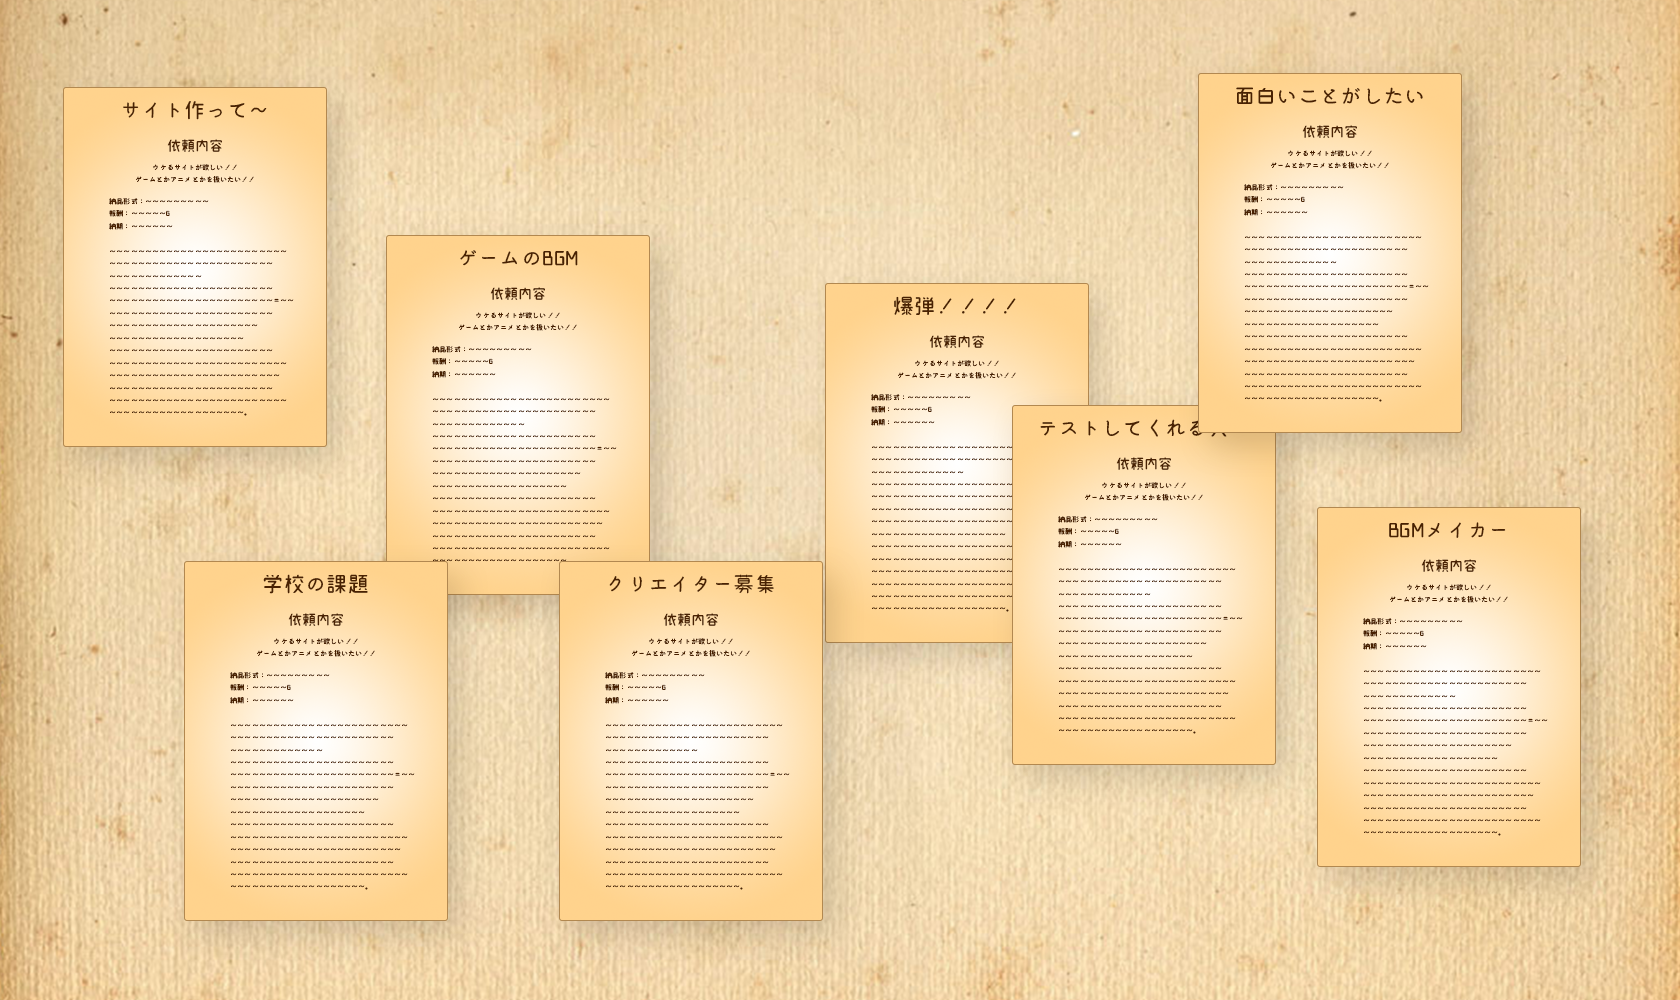 サイト作って～
依頼内容
ウケるサイトが欲しい！！
ゲームとかアニメとかを扱いたい！！
納品形式：～～～～～～～～～
報酬：～～～～～G
納期：～～～～～～
ゲームのBGM
依頼内容
ウケるサイトが欲しい！！
ゲームとかアニメとかを扱いたい！！
納品形式：～～～～～～～～～
報酬：～～～～～G
納期：～～～～～～
学校の課題
依頼内容
ウケるサイトが欲しい！！
ゲームとかアニメとかを扱いたい！！
納品形式：～～～～～～～～～
報酬：～～～～～G
納期：～～～～～～
クリエイター募集
依頼内容
ウケるサイトが欲しい！！
ゲームとかアニメとかを扱いたい！！
納品形式：～～～～～～～～～
報酬：～～～～～G
納期：～～～～～～
爆弾！！！！
依頼内容
ウケるサイトが欲しい！！
ゲームとかアニメとかを扱いたい！！
納品形式：～～～～～～～～～
報酬：～～～～～G
納期：～～～～～～
テストしてくれる
依頼内容
ウケるサイトが欲しい！！
ゲームとかアニメとかを扱いたい！！
納品形式：～～～～～～～～～
報酬：～～～～～G
納期：～～～～～～
面白いことがしたい
依頼内容
ウケるサイトが欲しい！！
ゲームとかアニメとかを扱いたい！！
納品形式：～～～～～～～～～
報酬：～～～～～G
納期：～～～～～～
BGMメイカー
依頼内容
ウケるサイトが欲しい！！
ゲームとかアニメとかを扱いたい！！
納品形式：～～～～～～～～～
報酬：～～～～～G
納期：～～～～～～